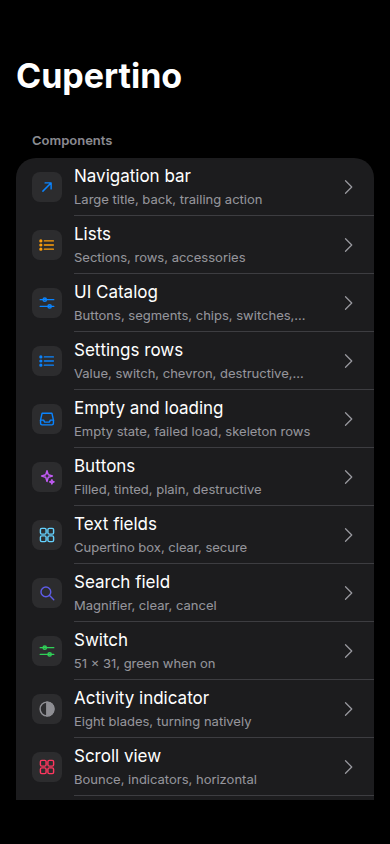 Cupertino
Components
Navigation bar
Large title, back, trailing action
Lists
Sections, rows, accessories
UI Catalog
Buttons, segments, chips, switches,...
Settings rows
Value, switch, chevron, destructive,...
Empty and loading
Empty state, failed load, skeleton rows
Buttons
Filled, tinted, plain, destructive
Text fields
Cupertino box, clear, secure
Search field
Magnifier, clear, cancel
Switch
51 × 31, green when on
Activity indicator
Eight blades, turning natively
Scroll view
Bounce, indicators, horizontal